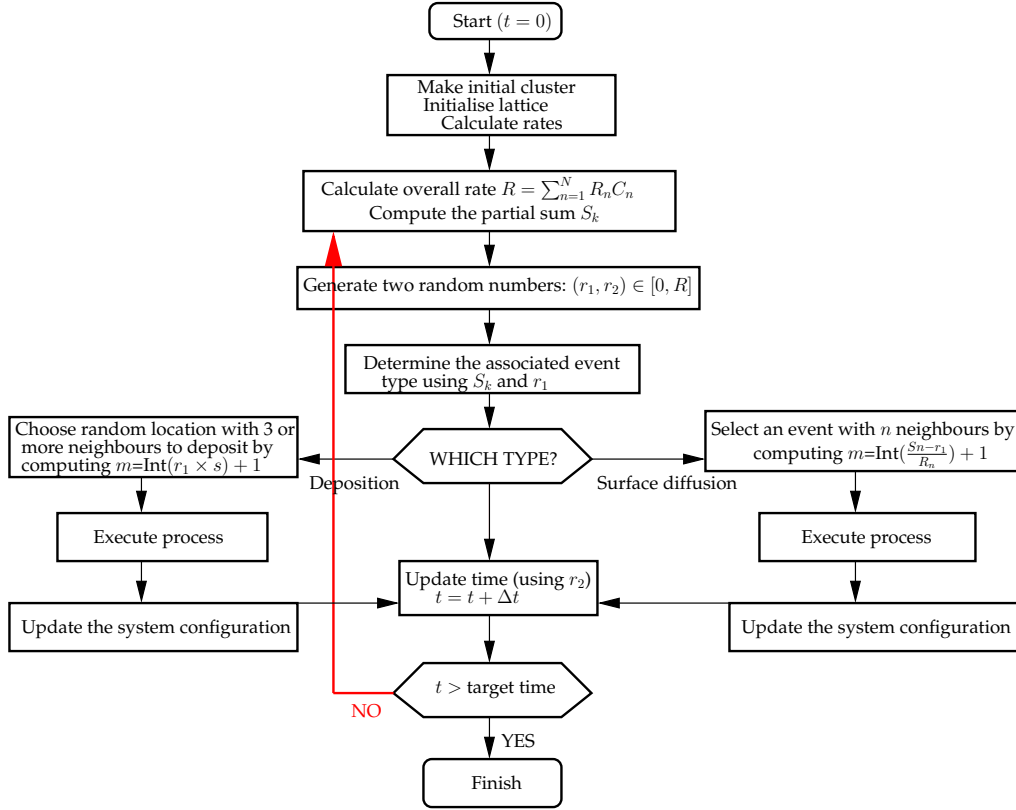 Start (t = 0)
Make initial cluster
Initialise lattice
Calculate rates
Calculate overall rate R = ∑_{n=1}^{N} R_n C_n
Compute the partial sum S_k
Generate two random numbers: (r_1, r_2) ∈ [0, R]
Determine the associated event
type using S_k and r_1
Choose random location with 3 or
more neighbours to deposit by
computing m=Int(r_1 × s) + 1
WHICH TYPE?
Select an event with n neighbours by
computing m=Int(\frac{Sn−r_1}{R_n}) + 1
Deposition
Surface diffusion
Execute process
Execute process
Update time (using r_2)
t = t + Δt
Update the system configuration
Update the system configuration
t > target time
NO
YES
Finish